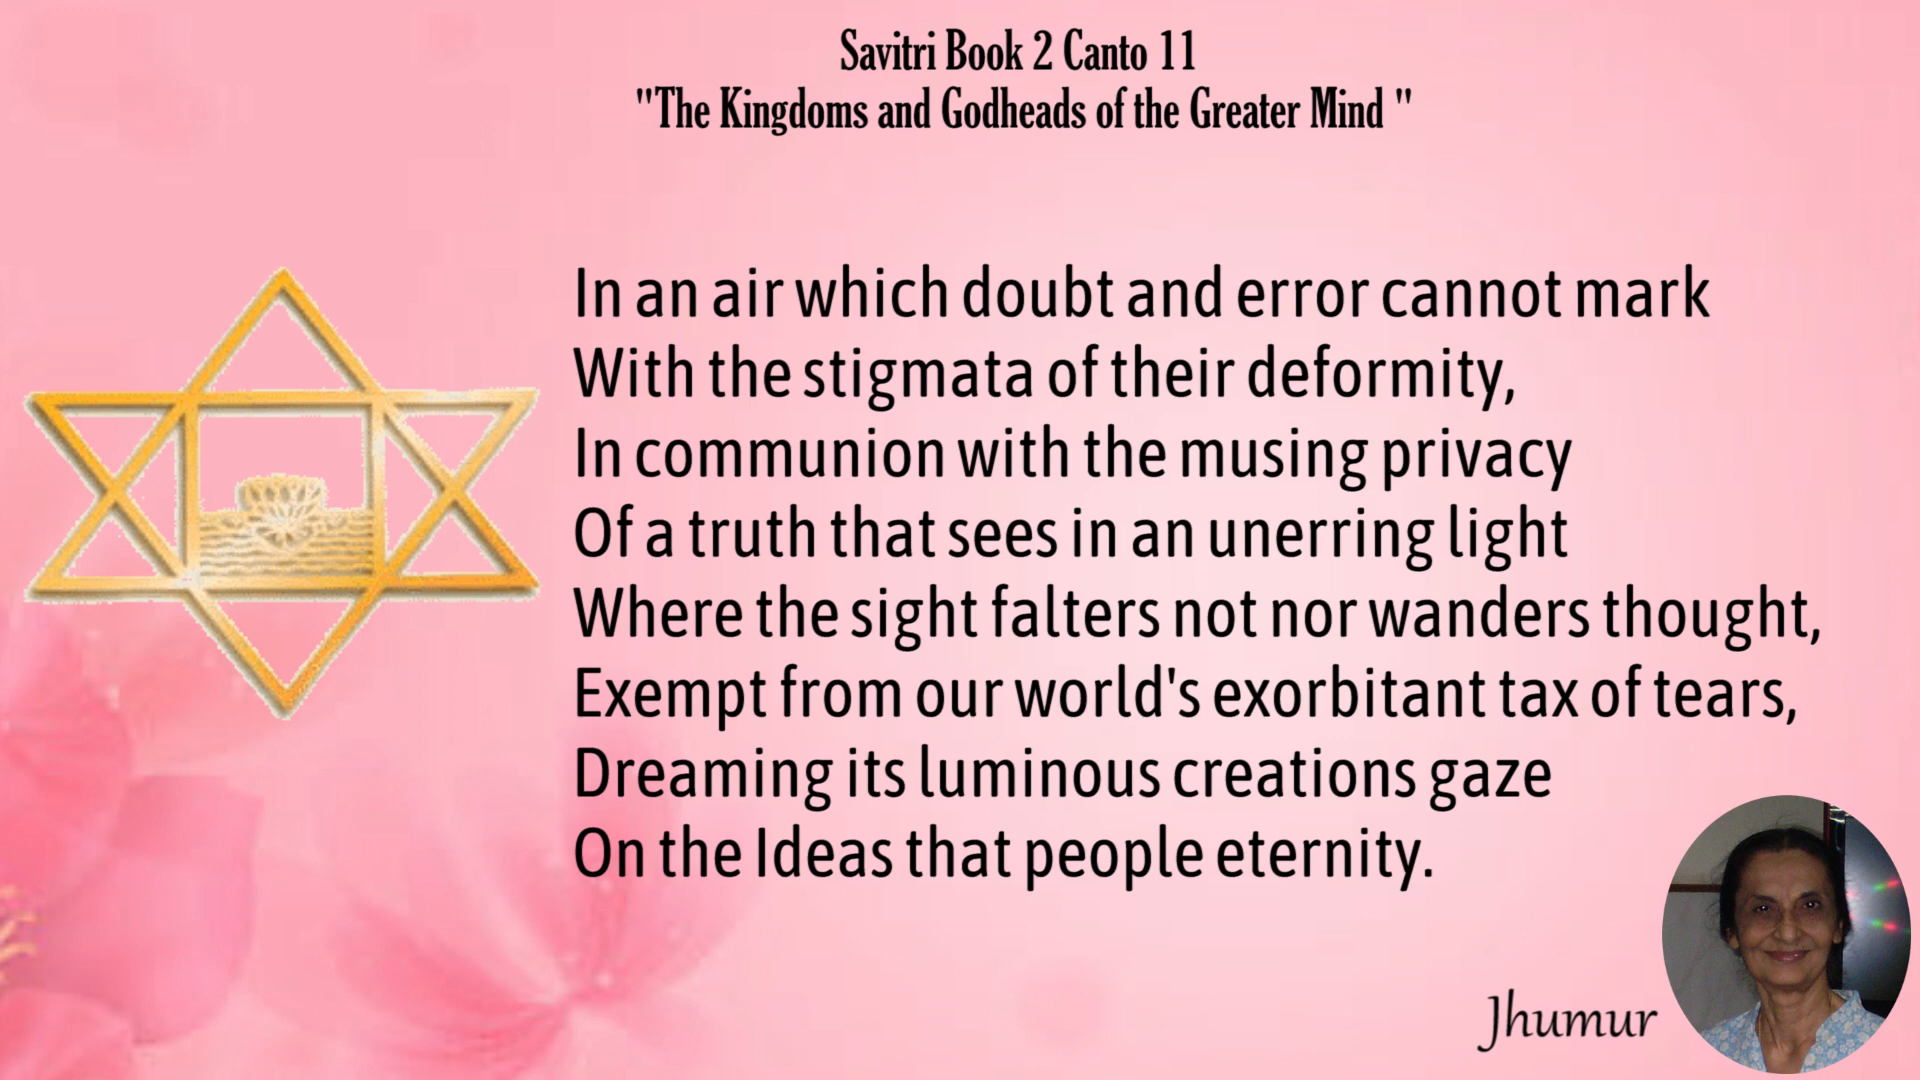 Savitri Book 2 Canto 11
"The Kingdoms and Godheads of the Greater Mind "
In an air which doubt and error cannot mark
With the stigmata of their deformity,
In communion with the musing privacy
Of a truth that sees in an unerring light
Where the sight falters not nor wanders thought,
Exempt from our world's exorbitant tax of tears,
Dreaming its luminous creations gaze
On the Ideas that people eternity.
Jhumur